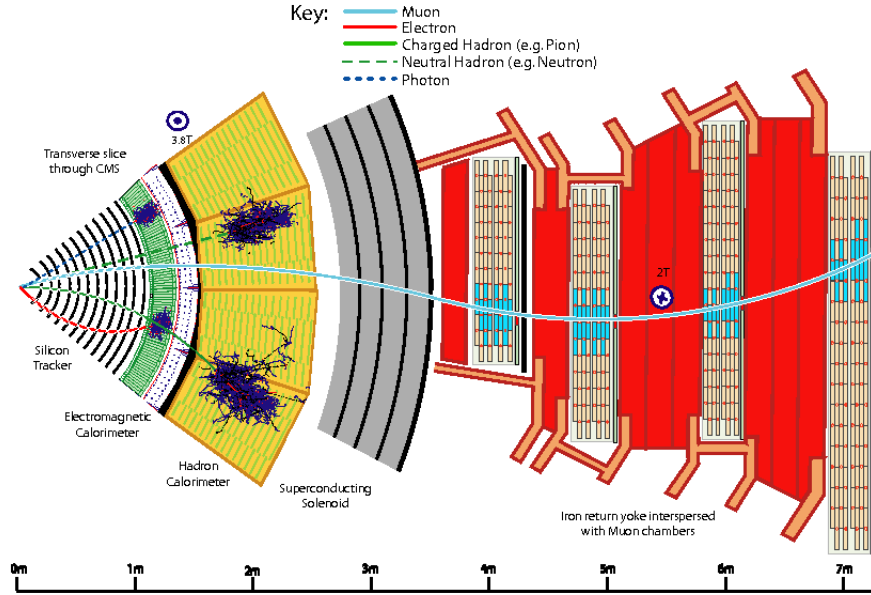 Key:
Muon
Electron
Charged Hadron (e.g. Pion)
Neutral Hadron (e.g. Neutron)
Photon
3.8T
Transverse slice
through CMS
2T
Silicon
Tracker
Electromagnetic
Calorimeter
Hadron
Calorimeter
Superconducting
Solenoid
Iron return yoke interspersed
with Muon chambers
0m 1m 2m 3m 4m 5m 6m 7m